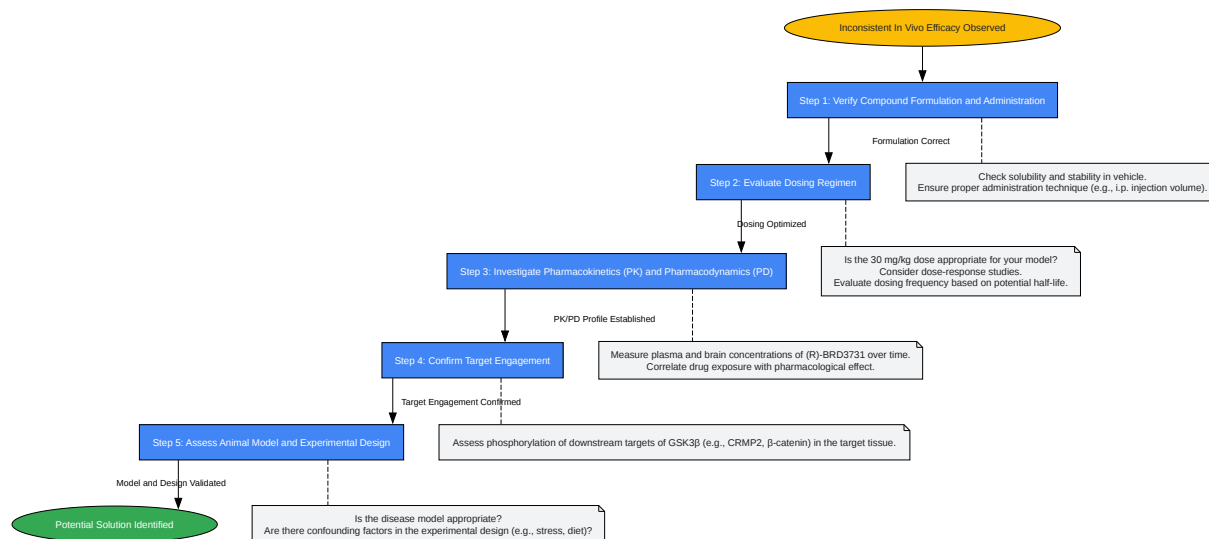 Inconsistent In Vivo Efficacy Observed
Step 1: Verify Compound Formulation and Administration
Formulation Correct
Check solubility and stability in vehicle.
Ensure proper administration technique (e.g., i.p. injection volume).
Step 2: Evaluate Dosing Regimen
Dosing Optimized
Is the 30 mg/kg dose appropriate for your model?
Consider dose-response studies.
Evaluate dosing frequency based on potential half-life.
Step 3: Investigate Pharmacokinetics (PK) and Pharmacodynamics (PD)
PK/PD Profile Established
Measure plasma and brain concentrations of (R)-BRD3731 over time.
Correlate drug exposure with pharmacological effect.
Step 4: Confirm Target Engagement
Target Engagement Confirmed
Assess phosphorylation of downstream targets of GSK3β (e.g., CRMP2, β-catenin) in the target tissue.
Step 5: Assess Animal Model and Experimental Design
Model and Design Validated
Is the disease model appropriate?
Are there confounding factors in the experimental design (e.g., stress, diet)?
Potential Solution Identified